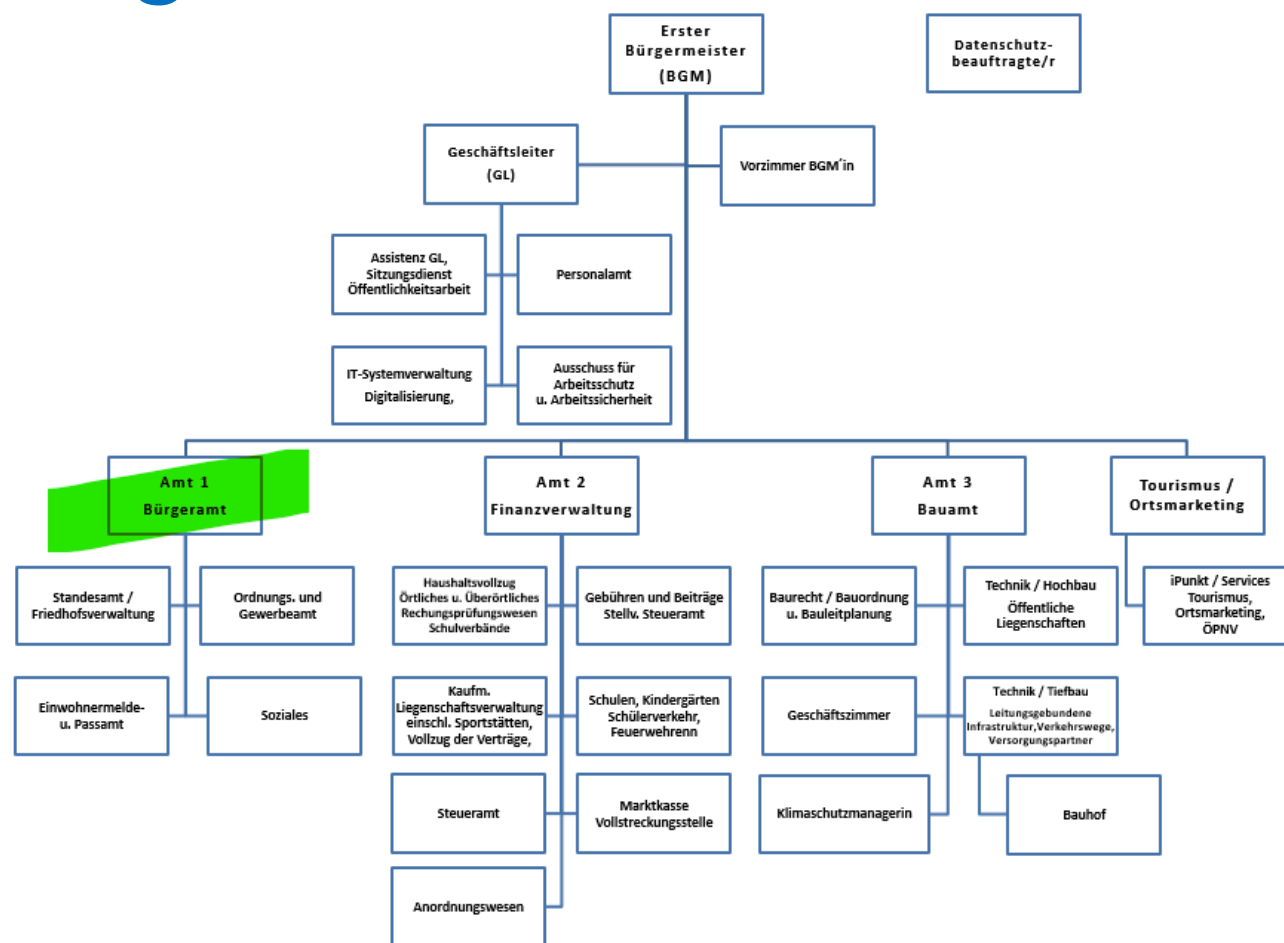 Erster
Bürgermeister
(BGM)
Datenschutz-
beauftragte/r
Geschäftsleiter
(GL)
Vorzimmer BGM´in
Assistenz GL,
Sitzungsdienst
Öffentlichkeitsarbeit
Personalamt
IT-Systemverwaltung
Digitalisierung,
Ausschuss für
Arbeitsschutz
u. Arbeitssicherheit
Amt 1
Bürgeramt
Amt 2
Finanzverwaltung
Amt 3
Bauamt
Tourismus /
Ortsmarketing
Standesamt /
Friedhofsverwaltung
Ordnungs. und
Gewerbeamt
Haushaltsvollzug
Örtliches u. Überörtliches
Rechungsprüfungswesen
Schulverbände
Gebühren und Beiträge
Stellv. Steueramt
Baurecht / Bauordnung
u. Bauleitplanung
Technik / Hochbau
Öffentliche
Liegenschaften
iPunkt / Services
Tourismus,
Ortsmarketing,
ÖPNV
Einwohnermelde-
u. Passamt
Soziales
Kaufm.
Liegenschaftsverwaltung
einschl. Sportstätten,
Vollzug der Verträge,
Schulen, Kindergärten
Schülerverkehr,
Feuerwehrenn
Geschäftszimmer
Technik / Tiefbau
Leitungsgebundene
Infrastruktur,Verkehrswege,
Versorgungspartner
Steueramt
Marktkasse
Vollstreckungsstelle
Klimaschutzmanagerin
Bauhof
Anordnungswesen